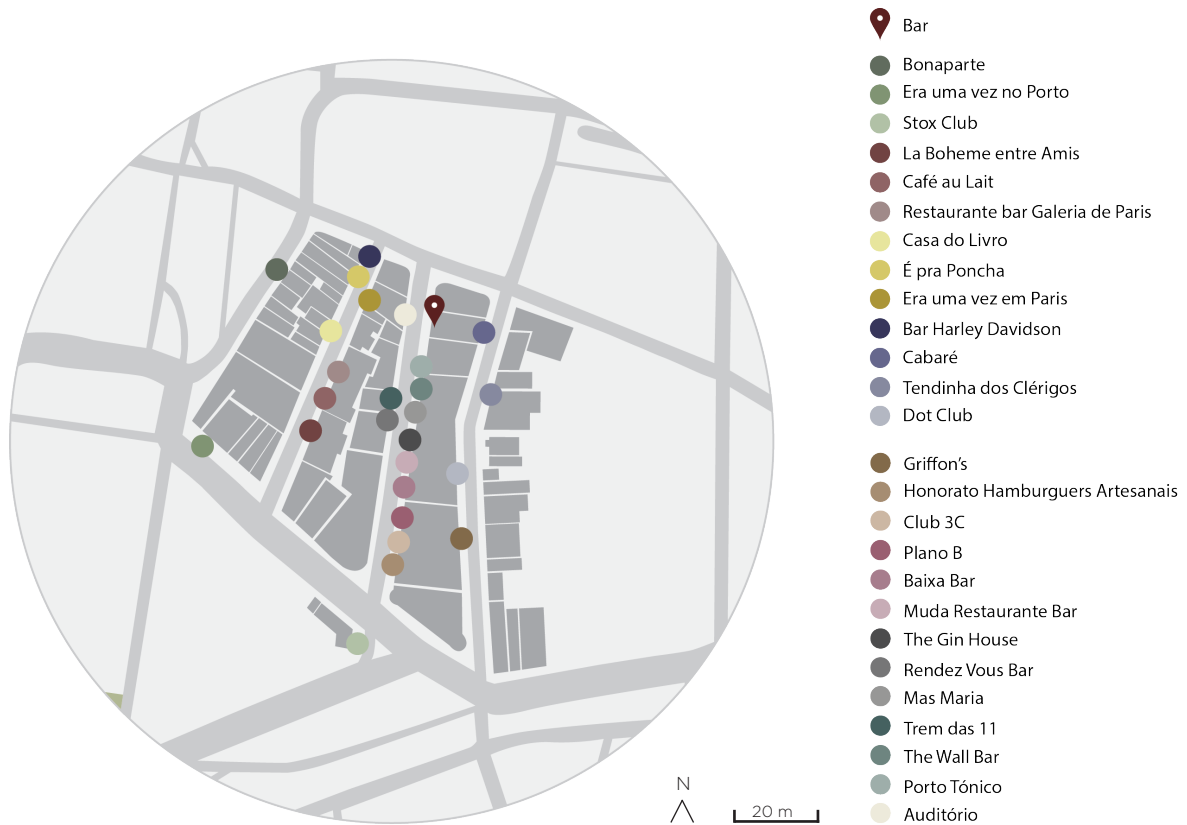 Bar
Bonaparte
Era uma vez no Porto
Stox Club
La Boheme entre Amis
Café au Lait
Restaurante bar Galeria de Paris
Casa do Livro
É pra Poncha
Era uma vez em Paris
Bar Harley Davidson
Cabaré
Tendinha dos Clérigos
Dot Club
Griffon's
Honorato Hamburguers Artesanais
Club 3C
Plano B
Baixa Bar
Muda Restaurante Bar
The Gin House
Rendez Vous Bar
Mas Maria
Trem das 11
The Wall Bar
Porto Tónico
Auditório
N
20 m